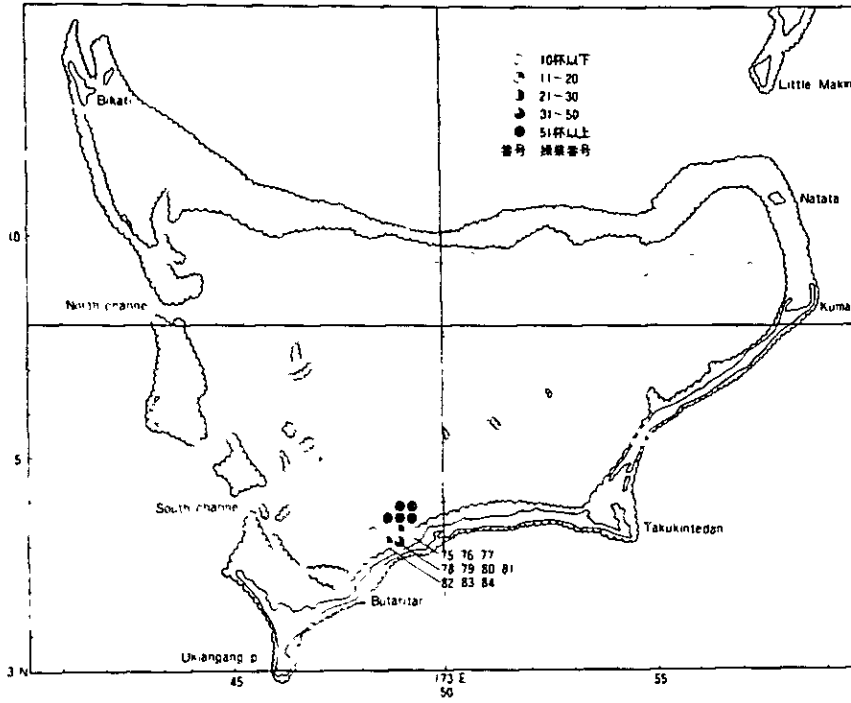 10杯以下
11~20
21~30
31~50
51杯以上
番号 操業番号
Bikati
Little Makin
Natata
10
North channe
Kuma
5
South channe
Takukintedan
75 76 77
78 79 80 81
82 83 84
Butaritar
Ukiangang p
3 N
45
173 E
50
55